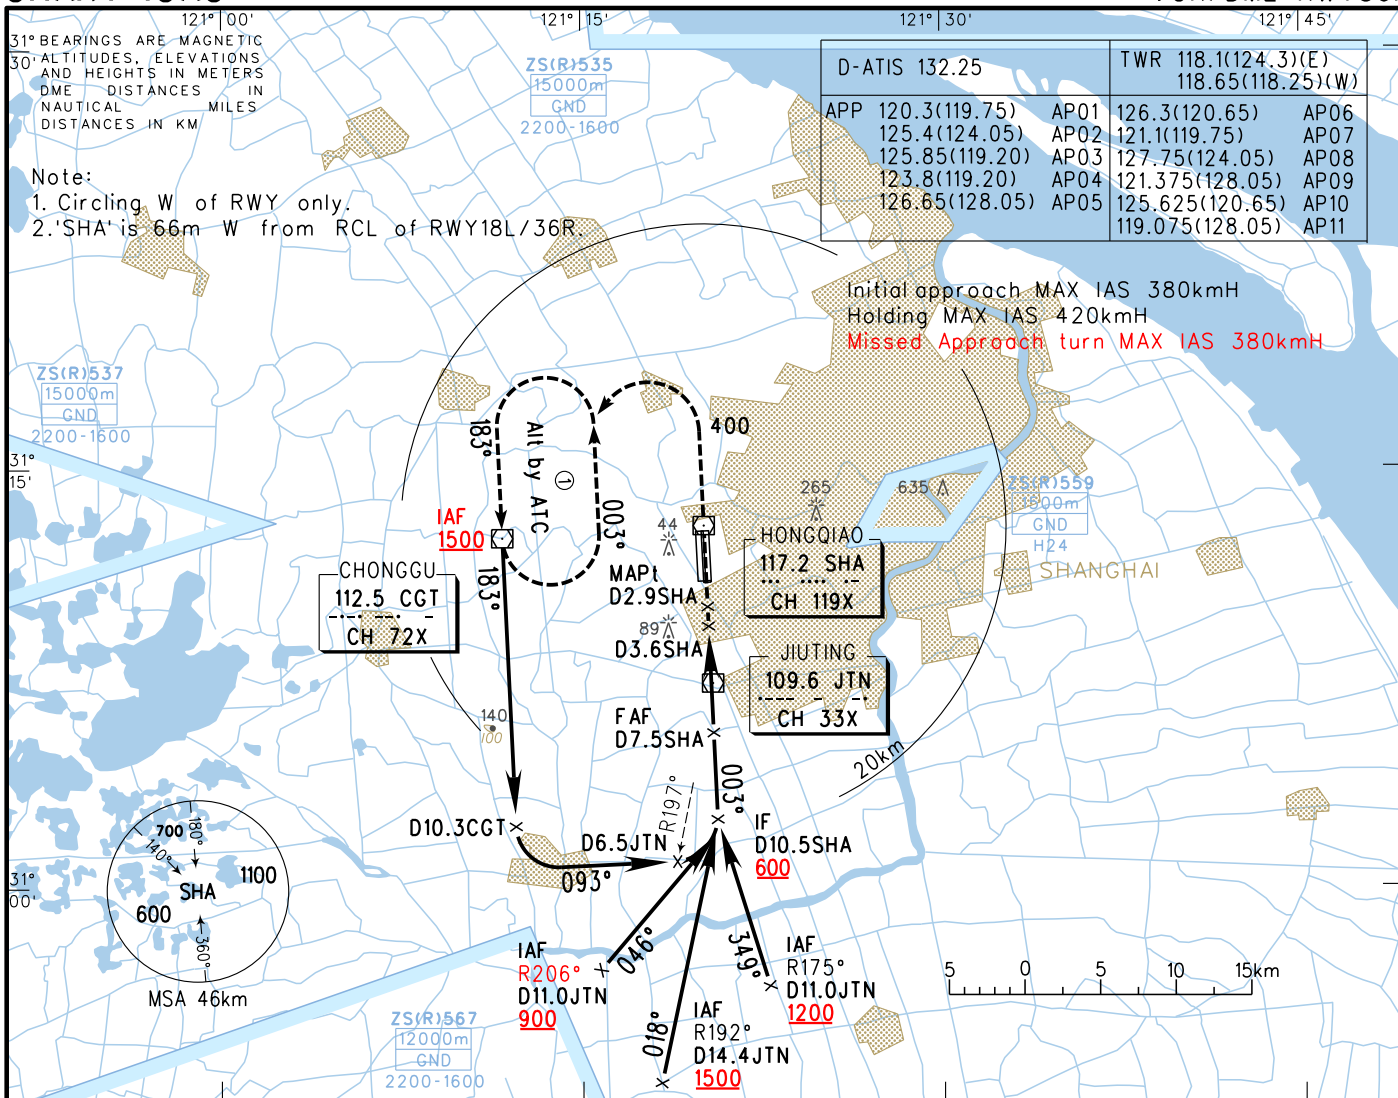 121° 00'
121° 15'
121° 30'
121° 45'
31°
30'
BEARINGS ARE MAGNETIC
ALTITUDES, ELEVATIONS
AND HEIGHTS IN METERS
DME DISTANCES IN
NAUTICAL MILES
DISTANCES IN KM
Note:
1. Circling W of RWY only.
2.'SHA' is 66m W from RCL of RWY18L/36R.
ZS(R)535
15000m
GND
2200-1600
D-ATIS 132.25
TWR 118.1(124.3)(E)
118.65(118.25)(W)
APP 120.3(119.75) AP01 126.3(120.65) AP06
125.4(124.05) AP02 121.1(119.75) AP07
125.85(119.20) AP03 127.75(124.05) AP08
123.8(119.20) AP04 121.375(128.05) AP09
126.65(128.05) AP05 125.625(120.65) AP10
119.075(128.05) AP11
Initial approach MAX IAS 380kmH
Holding MAX IAS 420kmH
Missed Approach turn MAX IAS 380kmH
ZS(R)537
15000m
GND
2200-1600
31°
15'
183°
Alt by ATC
①
003°
400
IAF
1500
183°
CHONGGU
112.5 CGT
CH 72X
44
265
635
ZS(R)559
1500m
GND
H24
SHANGHAI
HONGQIAO
117.2 SHA
CH 119X
MAPt
D2.9SHA
89
D3.6SHA
JIUTING
109.6 JTN
CH 33X
FAF
D7.5SHA
140
100
20km
003°
R197°
D10.3CGT
D6.5JTN
093°
IF
D10.5SHA
600
31°
00'
700
180°
140°
SHA
1100
600
360°
MSA 46km
046°
349°
018°
IAF
R206°
D11.0JTN
900
IAF
R175°
D11.0JTN
1200
IAF
R192°
D14.4JTN
1500
5 0 5 10 15km
ZS(R)567
12000m
GND
2200-1600